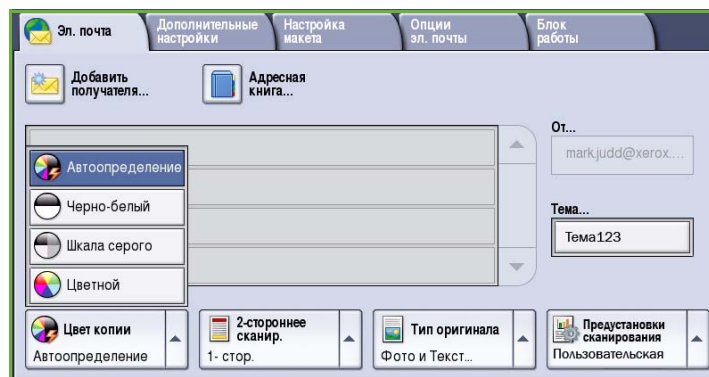 Эл. почта
Дополнительные
настройки
Настройка
макета
Опции
эл. почты
Блок
работы
Добавить
получателя...
Адресная
книга...
От...
mark.judd@xerox....
Автоопределение
Черно-белый
Шкала серого
Цветной
Тема...
Тема123
Цвет копии
Автоопределение
2-стороннее
сканир.
1- стор.
Тип оригинала
Фото и Текст...
Предустановки
сканирования
Пользовательская